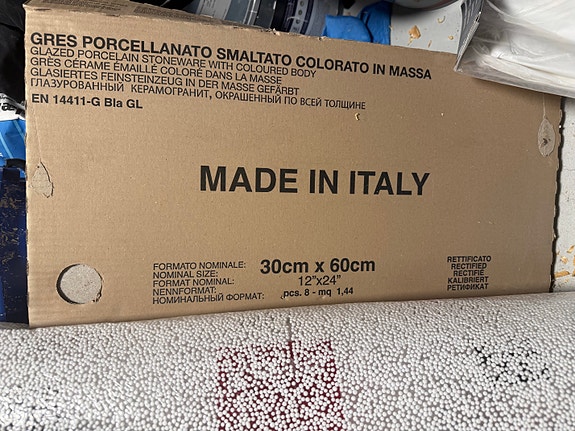 GRES PORCELLANATO SMALTATO COLORATO IN MASSA
GLAZED PORCELAIN STONEWARE WITH COLOURED BODY
GRÈS CÉRAME ÉMAILLÉ COLORÉ DANS LA MASSE
GLASIERTES FEINSTEINZEUG IN DER MASSE GEFÄRBT
ГЛАЗУРОВАННЫЙ КЕРАМОГРАНИТ, ОКРАШЕННЫЙ ПО ВСЕЙ ТОЛЩИНЕ
EN 14411-G BIa GL
MADE IN ITALY
FORMATO NOMINALE:
NOMINAL SIZE:
FORMAT NOMINAL:
NENNFORMAT:
НОМИНАЛЬНЫЙ ФОРМАТ:
30cm x 60cm
12"x24"
pcs. 8 - mq 1,44
RETTIFICATO
RECTIFIED
RECTIFIÉ
KALIBRIERT
РЕТИФИКАТ